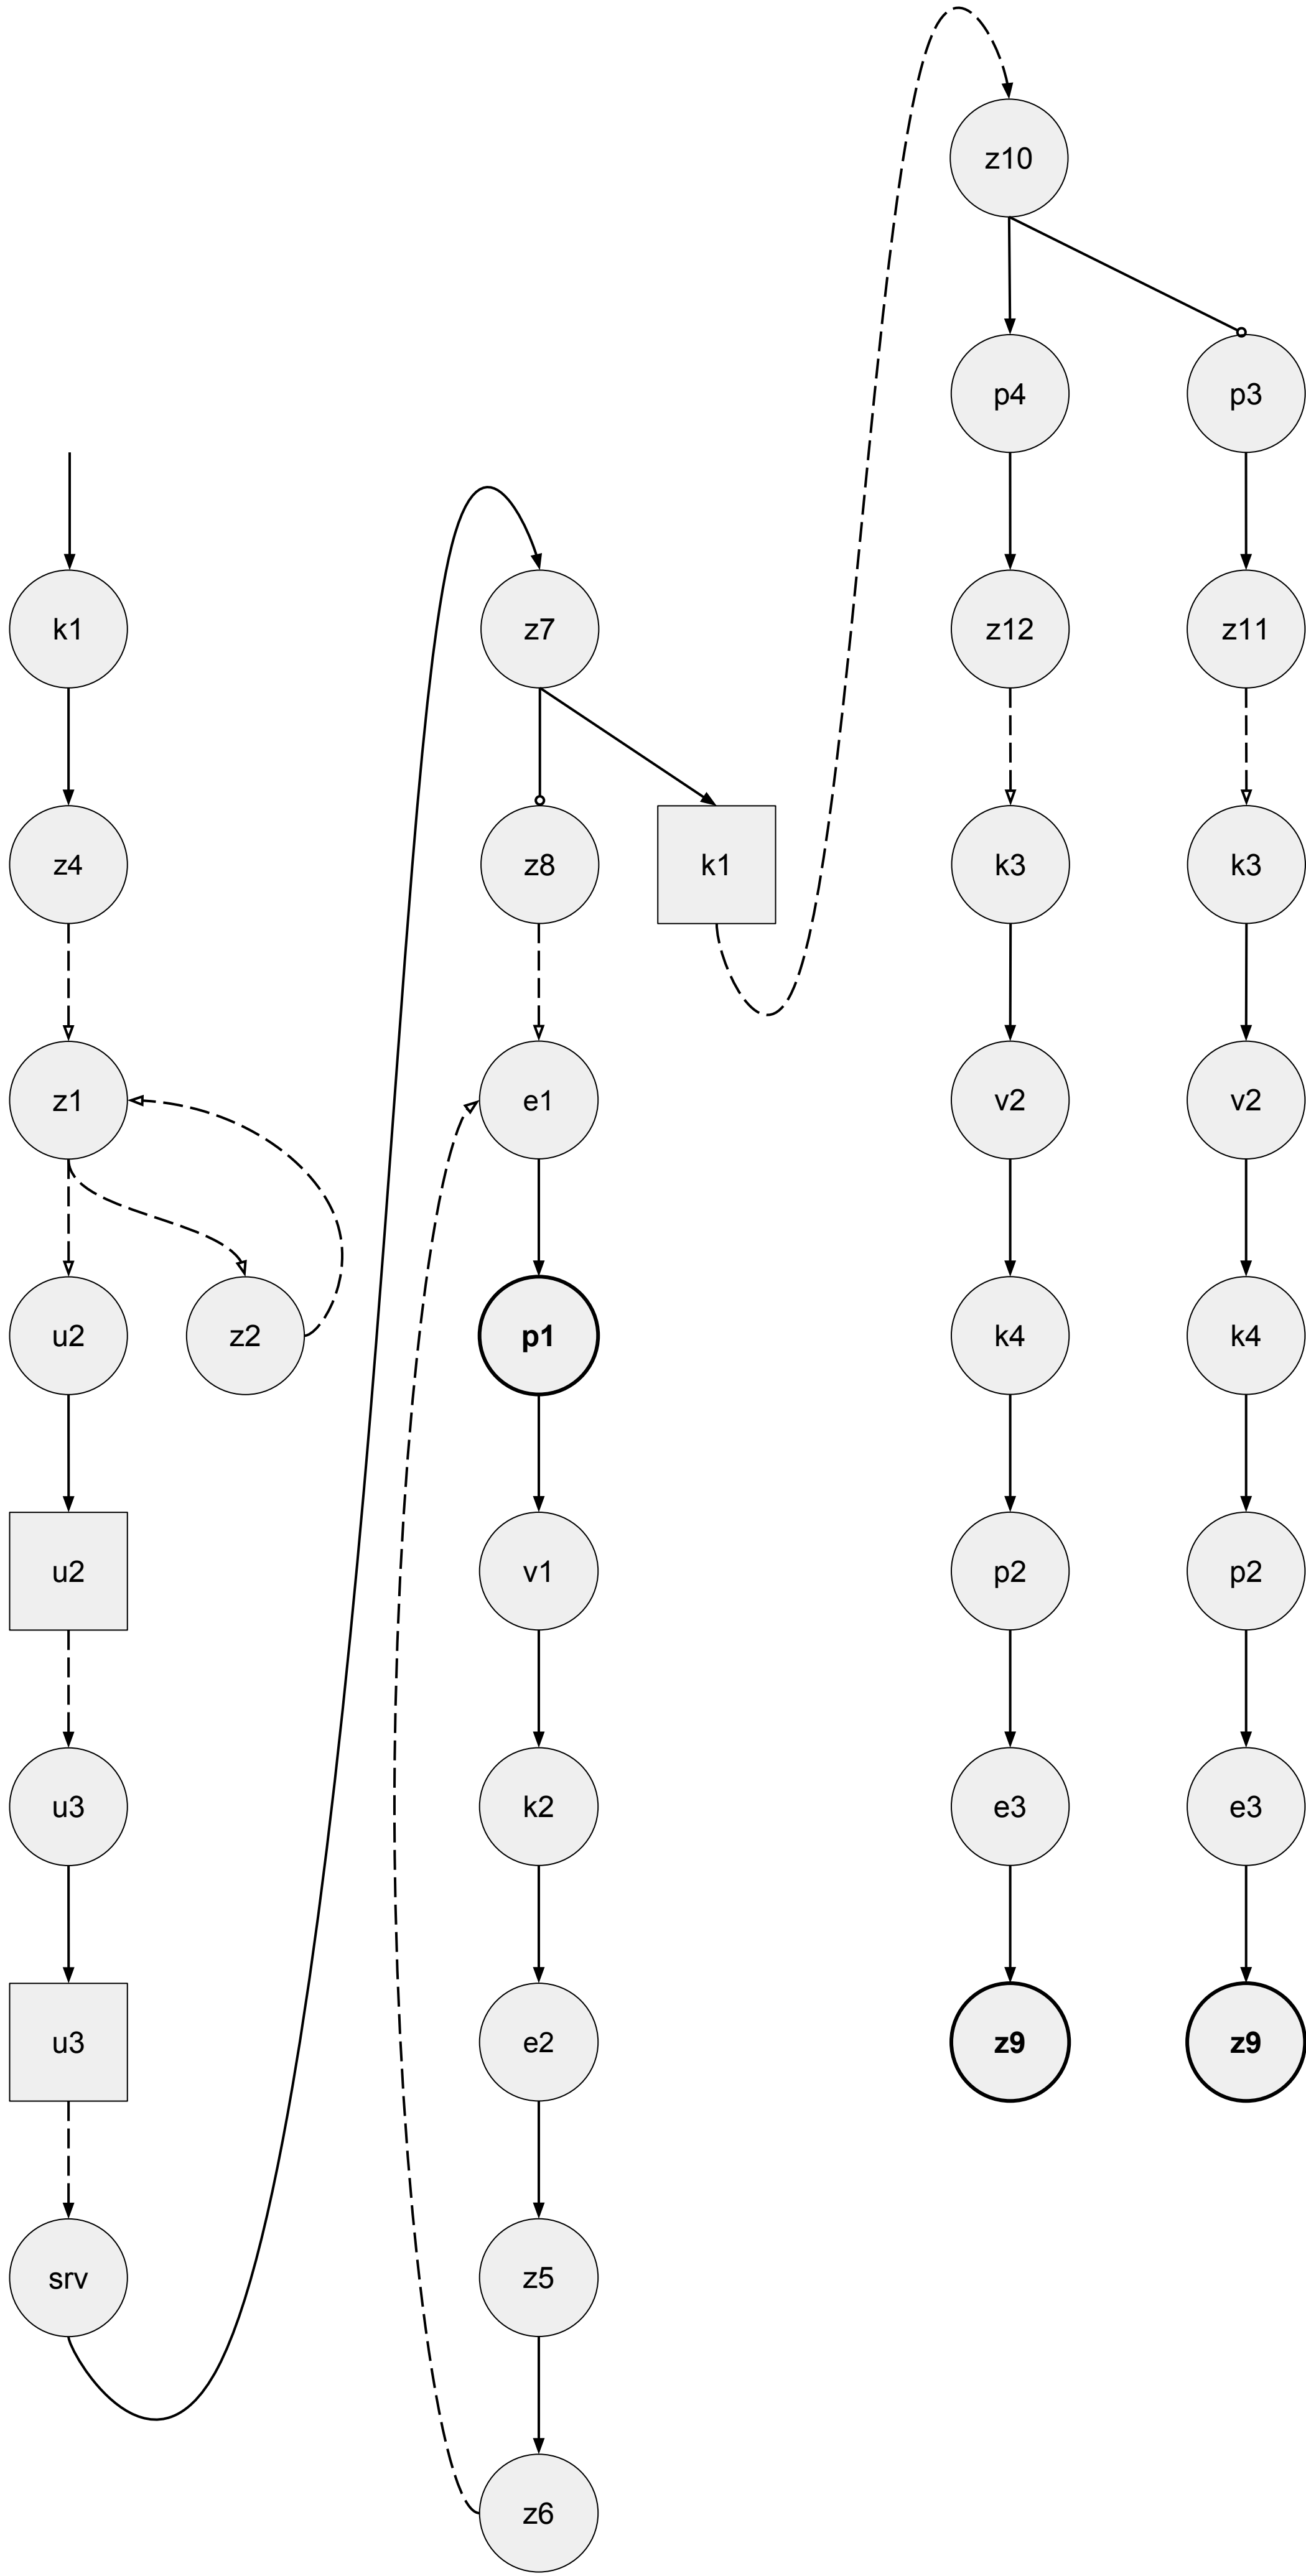 z10
p4 p3
k1 z7 z12 z11
z4 z8 k1 k3 k3
z1 e1 v2 v2
u2 z2 p1 k4 k4
u2 v1 p2 p2
u3 k2 e3 e3
u3 e2 z9 z9
srv z5
z6